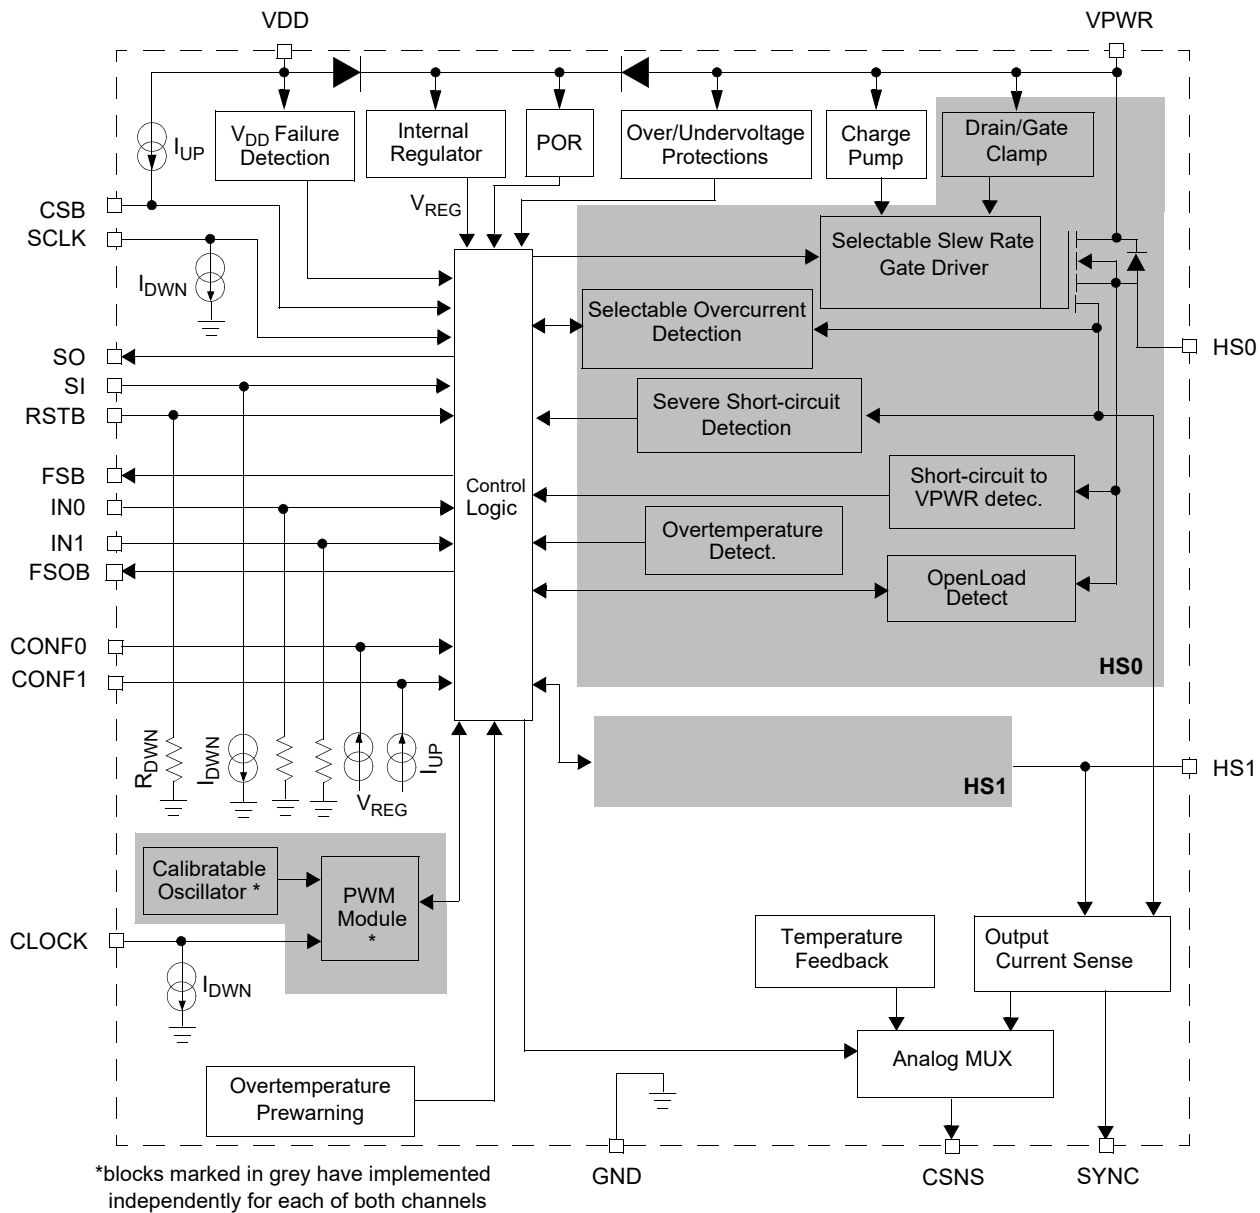 VDD
VPWR
IUP
VDD Failure
Detection
Internal
Regulator
POR
Over/Undervoltage
Protections
Charge
Pump
Drain/Gate
Clamp
VREG
CSB
SCLK
IDWN
Selectable Slew Rate
Gate Driver
Selectable Overcurrent
Detection
SO
HS0
SI
RSTB
Severe Short-circuit
Detection
FSB
IN0
Control
Logic
Short-circuit to
VPWR detec.
IN1
Overtemperature
Detect.
FSOB
OpenLoad
Detect
CONF0
CONF1
HS0
RDWN
IDWN
IUP
VREG
HS1
HS1
Calibratable
Oscillator *
PWM
Module
*
CLOCK
IDWN
Temperature
Feedback
Output
Current Sense
Analog MUX
Overtemperature
Prewarning
GND
CSNS
SYNC
*blocks marked in grey have implemented
independently for each of both channels